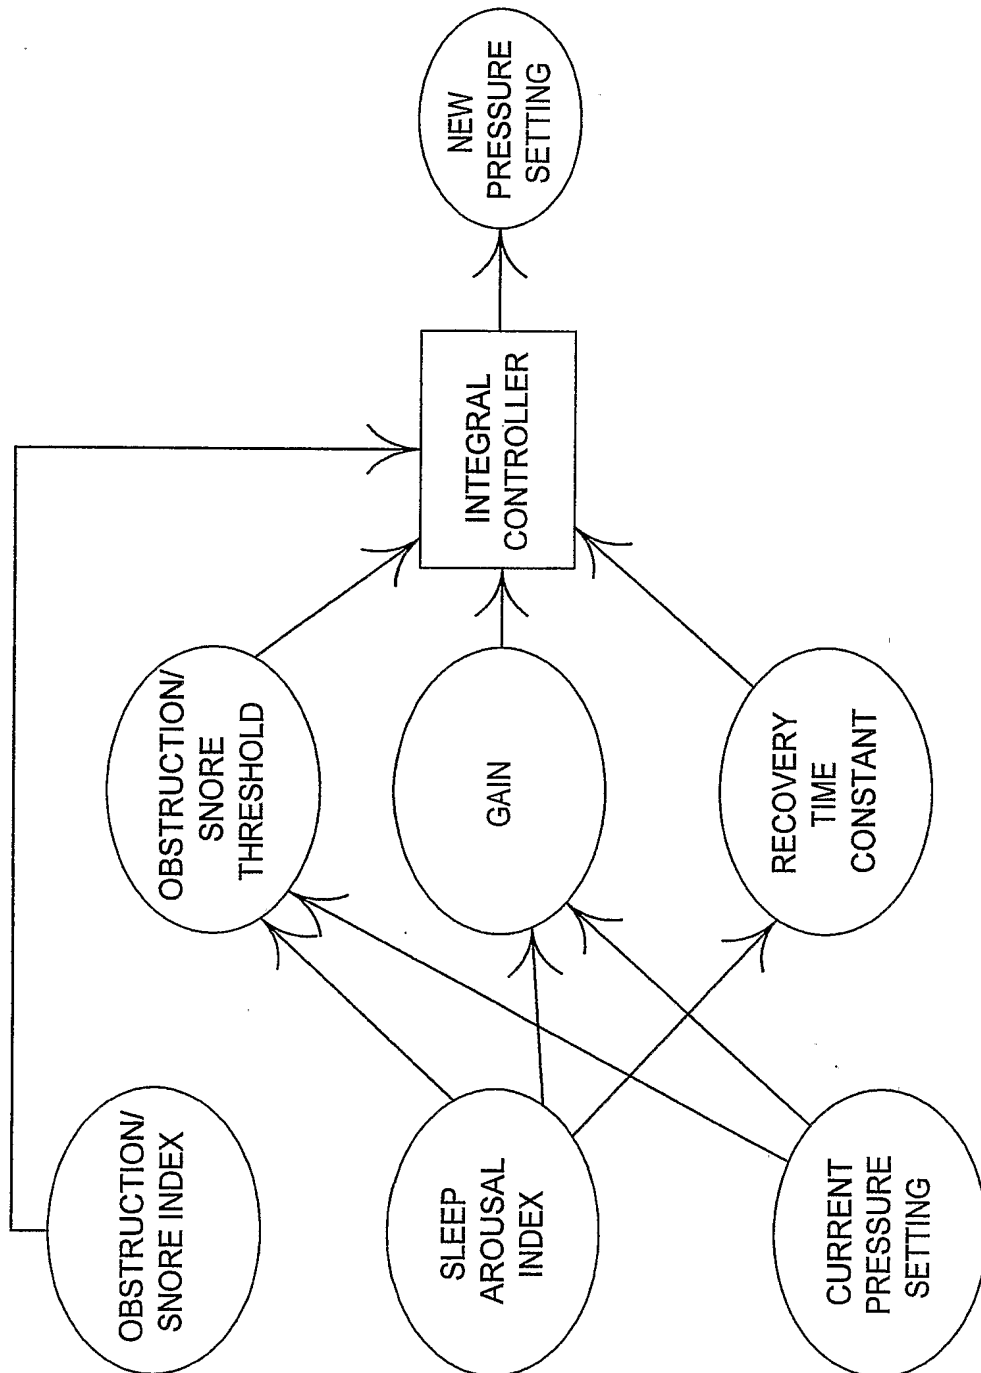 OBSTRUCTION/
SNORE INDEX
SLEEP
AROUSAL
INDEX
CURRENT
PRESSURE
SETTING
OBSTRUCTION/
SNORE
THRESHOLD
GAIN
RECOVERY
TIME
CONSTANT
INTEGRAL
CONTROLLER
NEW
PRESSURE
SETTING